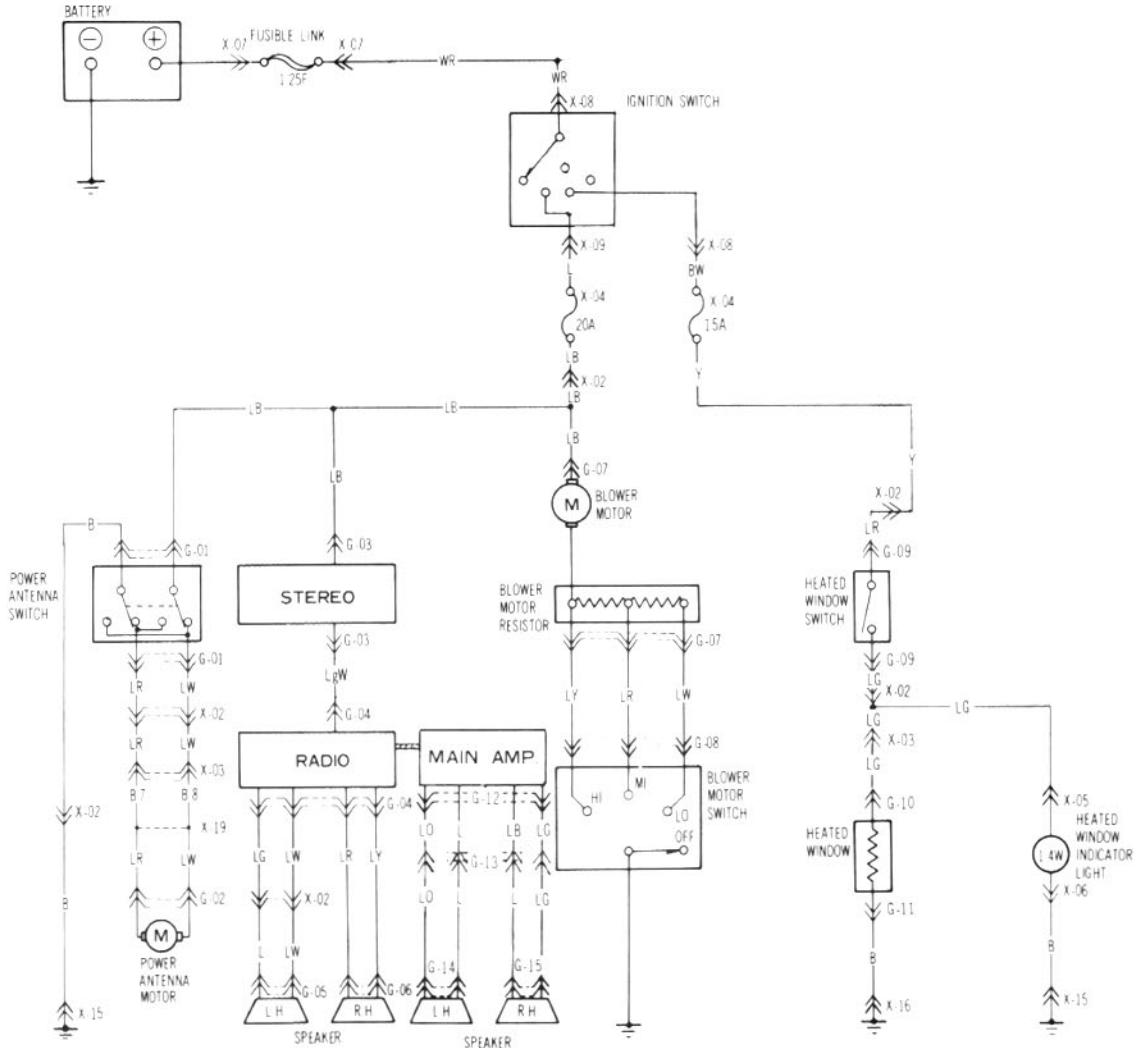 BATTERY
FUSIBLE LINK
X-07
X-07
1.25F
WR
WR
X-08
IGNITION SWITCH
X-09
X-08
L
BW
X-04
X-04
20A
15A
LB
Y
X-02
LB
LB
LB
LB
LB
Y
G-07
X-02
M
BLOWER
MOTOR
LR
B
G-01
G-03
G-09
POWER
ANTENNA
SWITCH
STEREO
BLOWER
MOTOR
RESISTOR
HEATED
WINDOW
SWITCH
G-01
G-03
G-07
G-09
LR
LW
LgW
LY
LR
LW
LG
X-02
X-02
LG
LG
G-04
X-03
LR
LW
LG
RADIO
MAIN AMP.
G-08
X-03
MI
BLOWER
MOTOR
SWITCH
HI
LO
OFF
B7
B8
G-04
G-12
G-10
X-05
X-02
X-19
LO
L
LB
LG
HEATED
WINDOW
1.4W
HEATED
WINDOW
INDICATOR
LIGHT
LR
LW
LG
LW
LR
LY
G-13
X-06
B
G-02
X-02
LO
L
L
LG
G-11
M
L
LW
B
B
POWER
ANTENNA
MOTOR
G-14
G-15
X-15
G-05
G-06
X-16
X-15
LH
RH
LH
RH
SPEAKER
SPEAKER